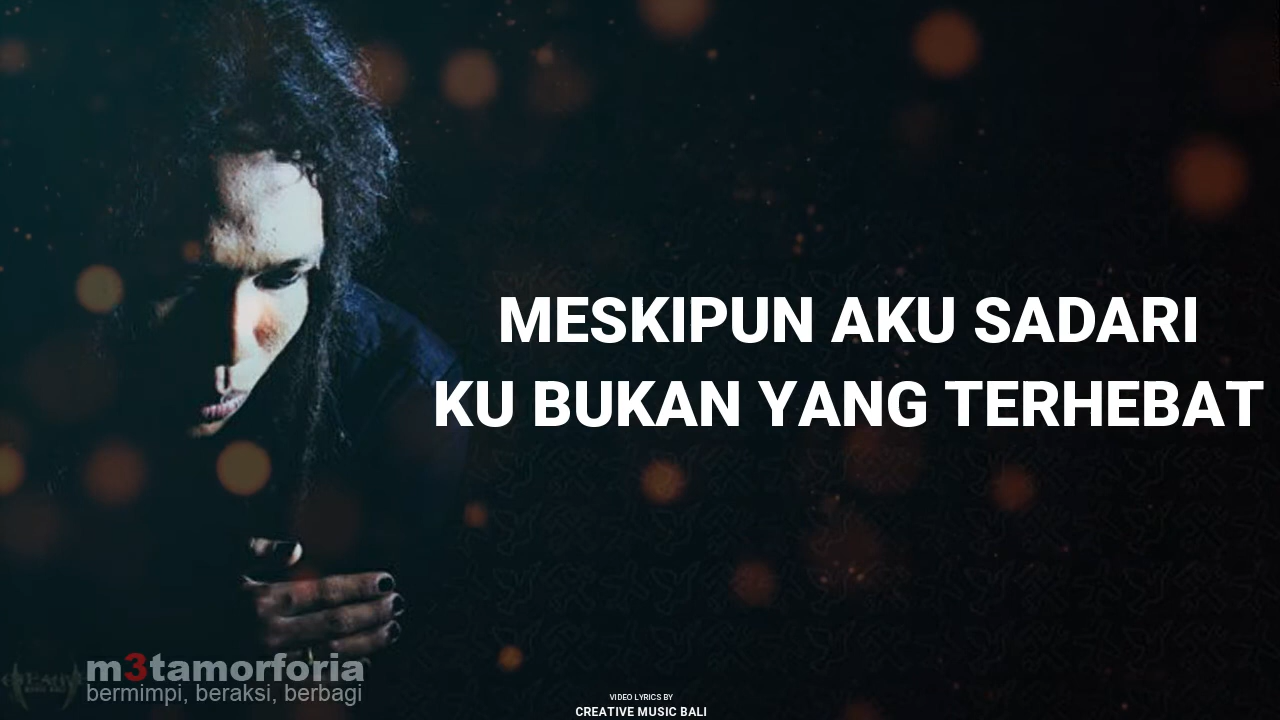 MESKIPUN AKU SADARI
KU BUKAN YANG TERHEBAT
m3tamorforia
bermimpi, beraksi, berbagi
VIDEO LYRICS BY
CREATIVE MUSIC BALI